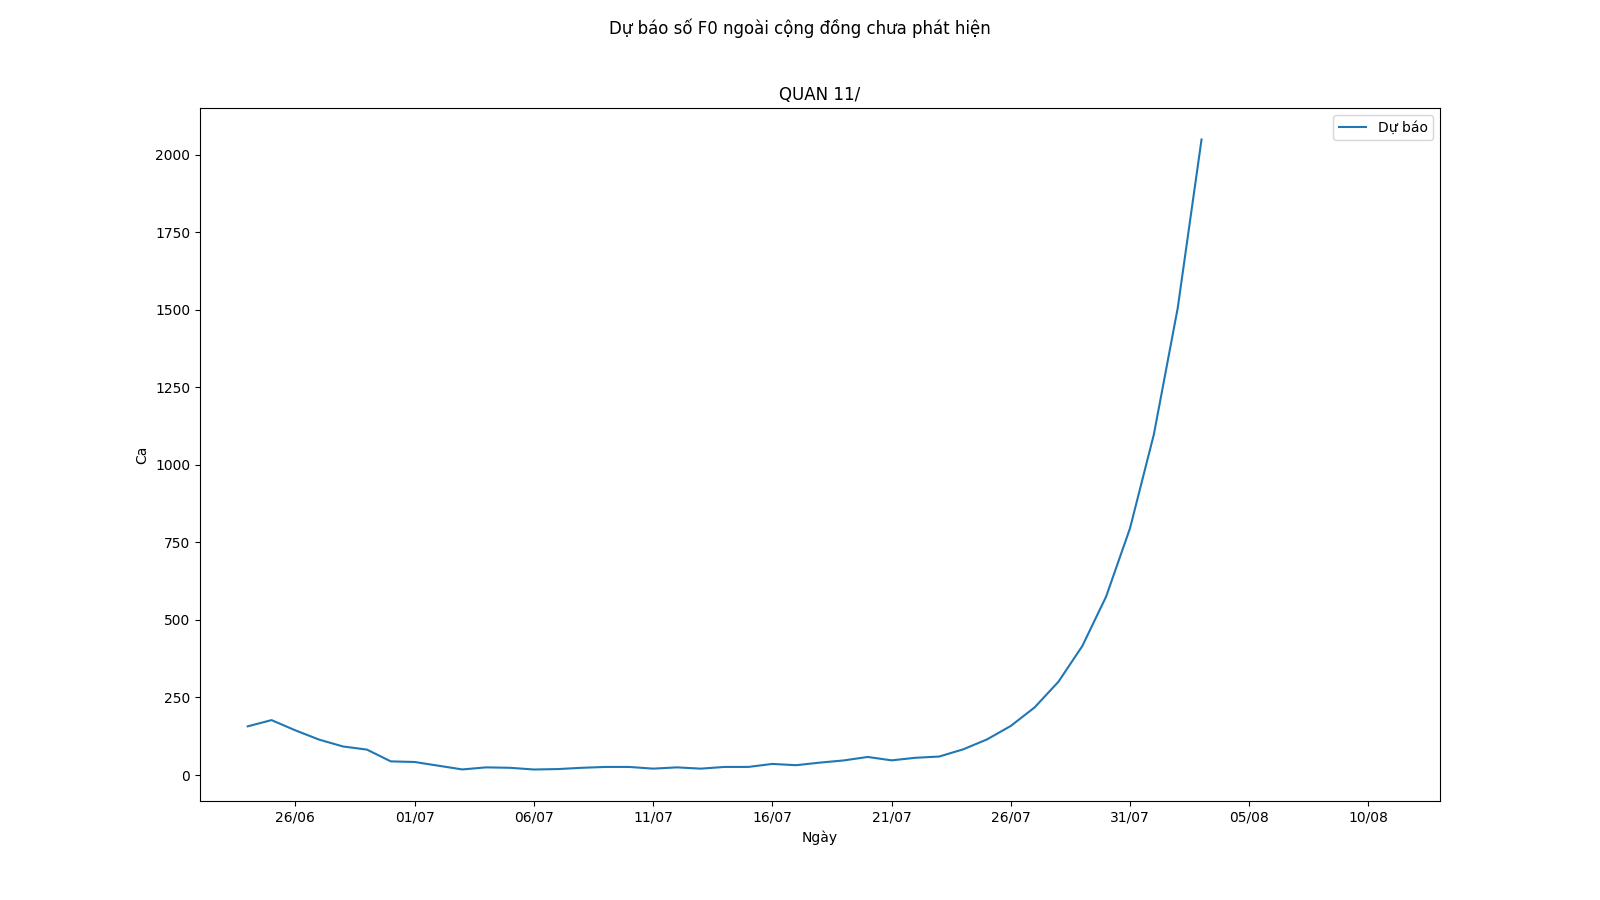 Dự báo số F0 ngoài cộng đồng chưa phát hiện
QUAN 11/
Dự báo
2000
1750
1500
1250
1000
750
500
250
0
Ca
26/06 01/07 06/07 11/07 16/07 21/07 26/07 31/07 05/08 10/08
Ngày